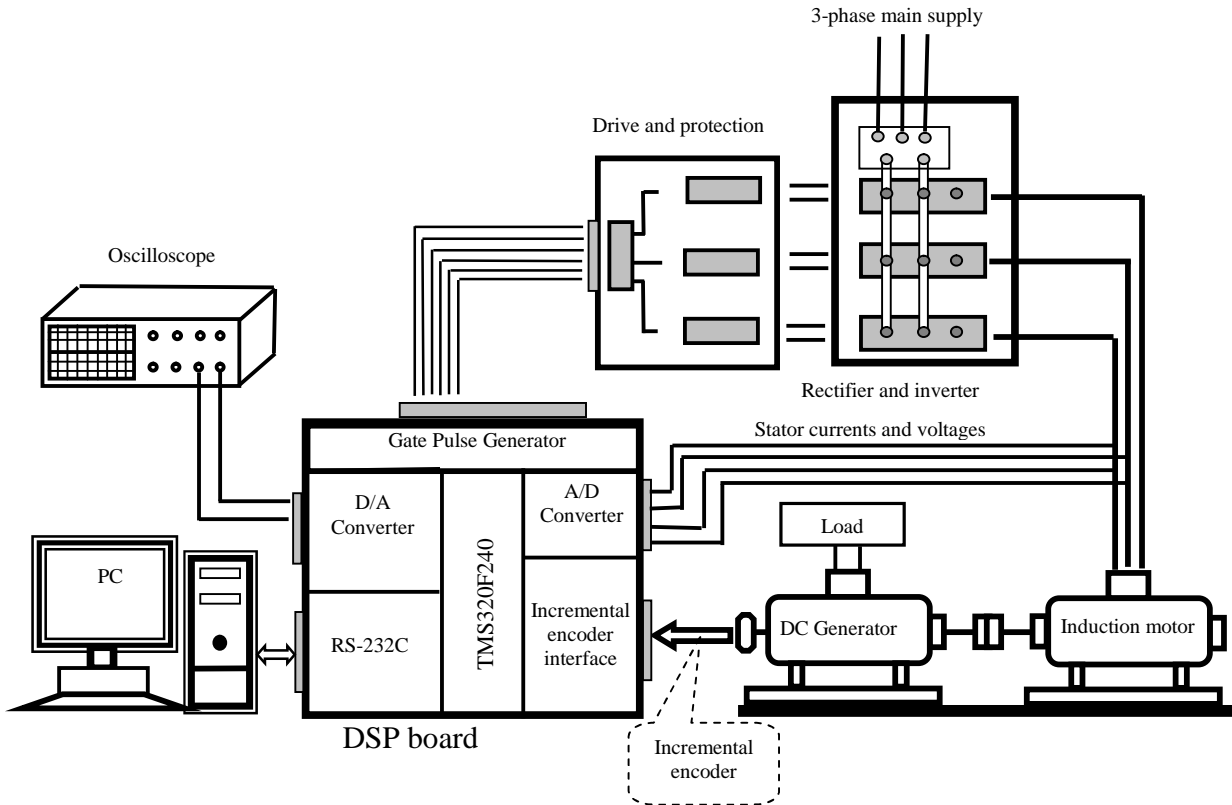 3-phase main supply
Drive and protection
Oscilloscope
Rectifier and inverter
Gate Pulse Generator
Stator currents and voltages
D/A
Converter
A/D
Converter
Load
PC
TMS320F240
RS-232C
Incremental
encoder
interface
DC Generator
Induction motor
DSP board
Incremental
encoder